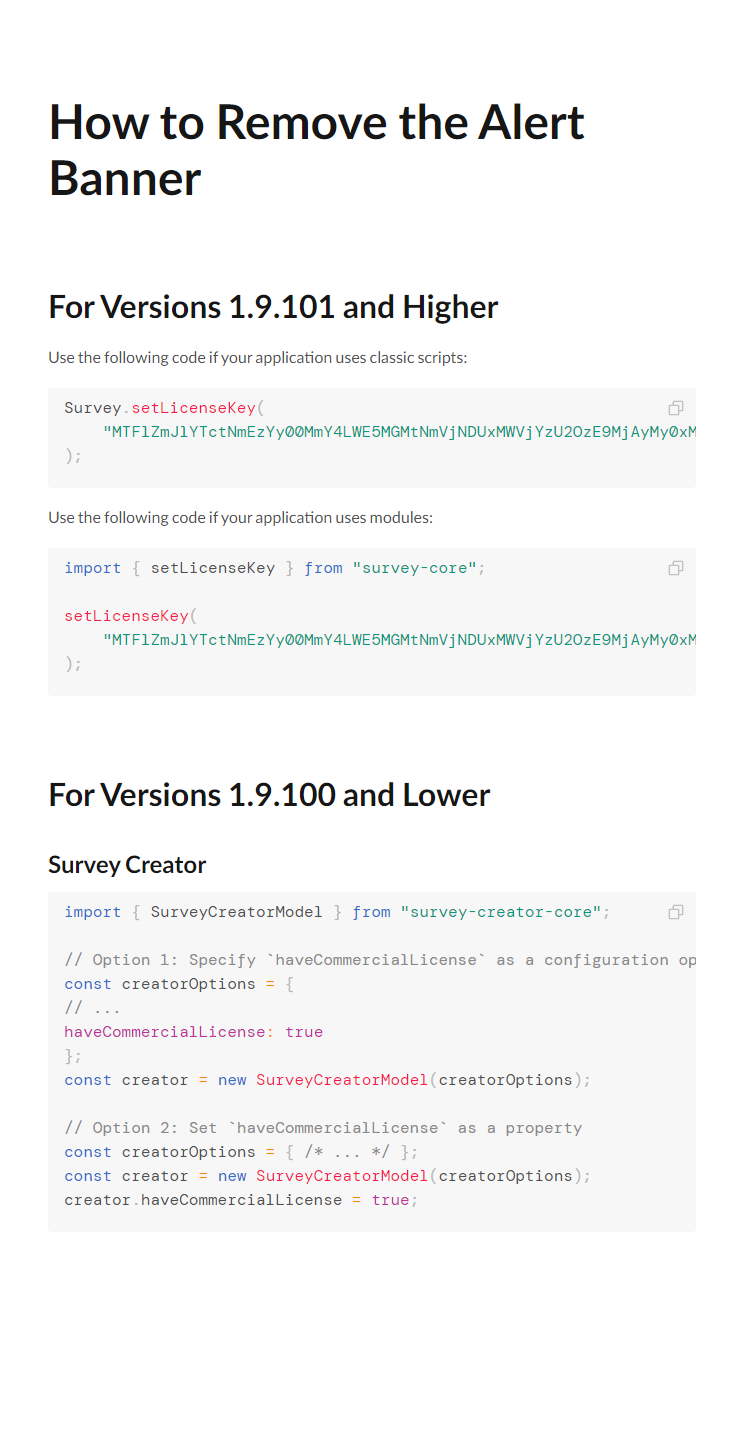 How to Remove the Alert
Banner
For Versions 1.9.101 and Higher
Use the following code if your application uses classic scripts:
Survey.setLicenseKey(
    "MTFlZmJlYTctNmEzYy00MmY4LWE5MGMtNmVjNDUxMWVjYzU2OzE9MjAyMy0xM
);
Use the following code if your application uses modules:
import { setLicenseKey } from "survey-core";
setLicenseKey(
    "MTFlZmJlYTctNmEzYy00MmY4LWE5MGMtNmVjNDUxMWVjYzU2OzE9MjAyMy0xM
);
For Versions 1.9.100 and Lower
Survey Creator
import { SurveyCreatorModel } from "survey-creator-core";
// Option 1: Specify `haveCommercialLicense` as a configuration op
const creatorOptions = {
// ...
haveCommercialLicense: true
};
const creator = new SurveyCreatorModel(creatorOptions);
// Option 2: Set `haveCommercialLicense` as a property
const creatorOptions = { /* ... */ };
const creator = new SurveyCreatorModel(creatorOptions);
creator.haveCommercialLicense = true;